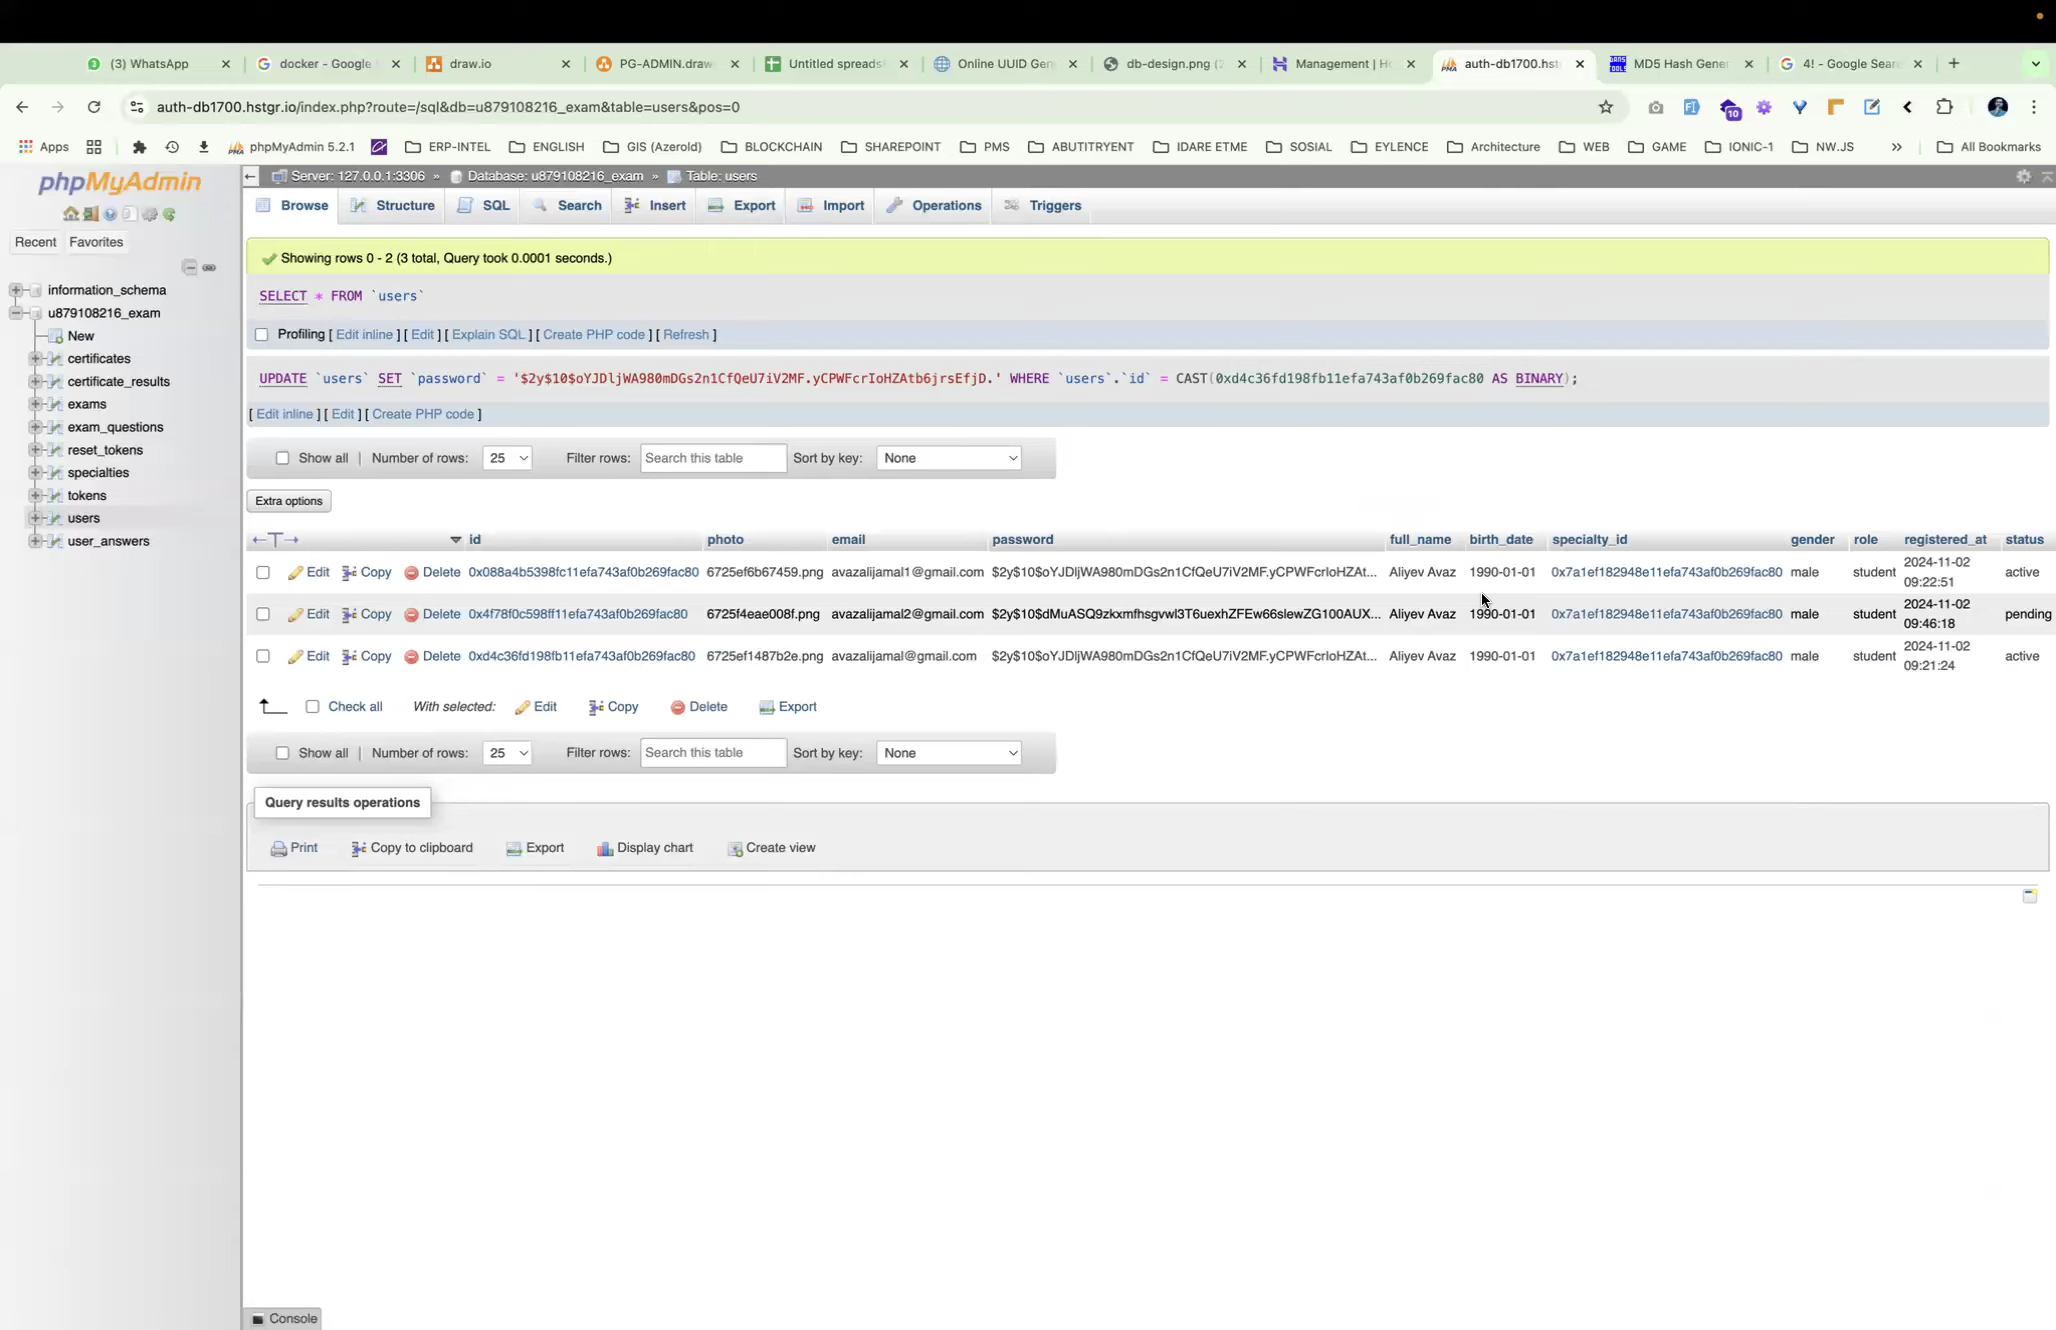 (3) WhatsApp
docker - Google
draw.io
PG-ADMIN.draw
Untitled spreads
Online UUID Gen
db-design.png (2
Management | Ho
auth-db1700.hst
MD5 Hash Gene
4! - Google Sear
auth-db1700.hstgr.io/index.php?route=/sql&db=u879108216_exam&table=users&pos=0
10
Apps
phpMyAdmin 5.2.1
ERP-INTEL
ENGLISH
GIS (Azerold)
BLOCKCHAIN
SHAREPOINT
PMS
ABUTITRYENT
IDARE ETME
SOSIAL
EYLENCE
Architecture
WEB
GAME
IONIC-1
NW.JS
»
All Bookmarks
phpMyAdmin
Recent Favorites
information_schema
u879108216_exam
New
certificates
certificate_results
exams
exam_questions
reset_tokens
specialties
tokens
users
user_answers
Server: 127.0.0.1:3306 » Database: u879108216_exam » Table: users
Browse Structure SQL Search Insert Export Import Operations Triggers
Showing rows 0 - 2 (3 total, Query took 0.0001 seconds.)
SELECT * FROM `users`
Profiling [ Edit inline ] [ Edit ] [ Explain SQL ] [ Create PHP code ] [ Refresh ]
UPDATE `users` SET `password` = '$2y$10$oYJDljWA980mDGs2n1CfQeU7iV2MF.yCPWFcrIoHZAtb6jrsEfjD.' WHERE `users`.`id` = CAST(0xd4c36fd198fb11efa743af0b269fac80 AS BINARY);
[ Edit inline ] [ Edit ] [ Create PHP code ]
Show all | Number of rows: 25 Filter rows: Search this table Sort by key: None
Extra options
id photo email password full_name birth_date specialty_id gender role registered_at status
Edit Copy Delete 0x088a4b5398fc11efa743af0b269fac80 6725ef6b67459.png avazalijamal1@gmail.com $2y$10$oYJDljWA980mDGs2n1CfQeU7iV2MF.yCPWFcrIoHZAt... Aliyev Avaz 1990-01-01 0x7a1ef182948e11efa743af0b269fac80 male student 2024-11-02 09:22:51 active
Edit Copy Delete 0x4f78f0c598ff11efa743af0b269fac80 6725f4eae008f.png avazalijamal2@gmail.com $2y$10$dMuASQ9zkxmfhsgvwl3T6uexhZFEw66slewZG100AUX... Aliyev Avaz 1990-01-01 0x7a1ef182948e11efa743af0b269fac80 male student 2024-11-02 09:46:18 pending
Edit Copy Delete 0xd4c36fd198fb11efa743af0b269fac80 6725ef1487b2e.png avazalijamal@gmail.com $2y$10$oYJDljWA980mDGs2n1CfQeU7iV2MF.yCPWFcrIoHZAt... Aliyev Avaz 1990-01-01 0x7a1ef182948e11efa743af0b269fac80 male student 2024-11-02 09:21:24 active
Check all With selected: Edit Copy Delete Export
Show all | Number of rows: 25 Filter rows: Search this table Sort by key: None
Query results operations
Print Copy to clipboard Export Display chart Create view
Console